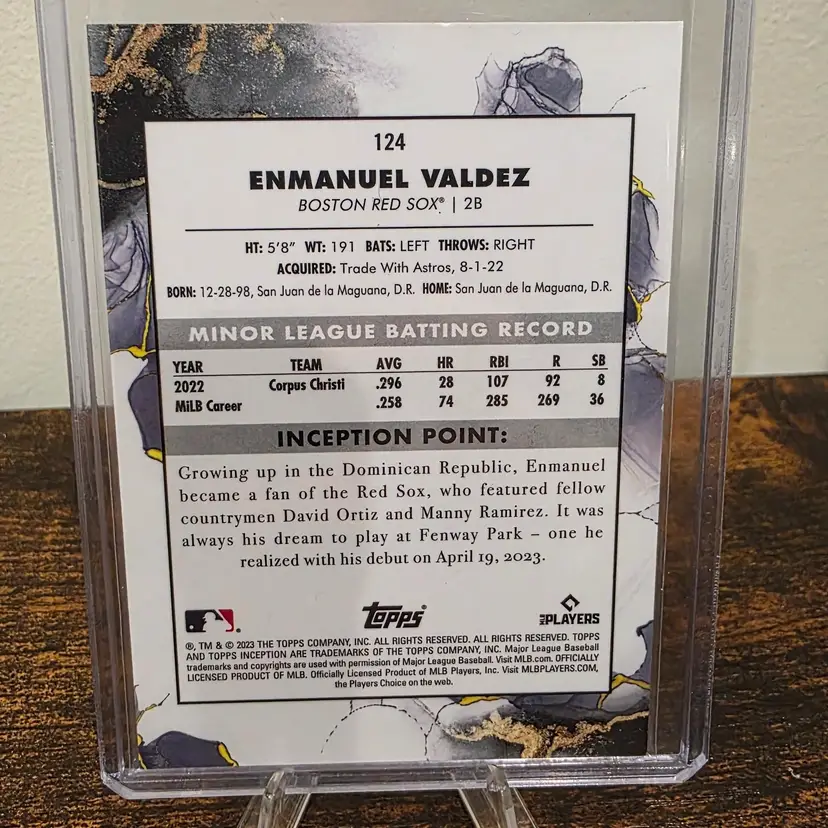 124
ENMANUEL VALDEZ
BOSTON RED SOX® | 2B
HT: 5'8" WT: 191 BATS: LEFT THROWS: RIGHT
ACQUIRED: Trade With Astros, 8-1-22
BORN: 12-28-98, San Juan de la Maguana, D.R. HOME: San Juan de la Maguana, D.R.
MINOR LEAGUE BATTING RECORD
YEAR TEAM AVG HR RBI R SB
2022 Corpus Christi .296 28 107 92 8
MiLB Career .258 74 285 269 36
INCEPTION POINT:
Growing up in the Dominican Republic, Enmanuel
became a fan of the Red Sox, who featured fellow
countrymen David Ortiz and Manny Ramirez. It was
always his dream to play at Fenway Park – one he
realized with his debut on April 19, 2023.
Topps® MLB PLAYERS
®, TM & © 2023 THE TOPPS COMPANY, INC. ALL RIGHTS RESERVED. ALL RIGHTS RESERVED. TOPPS
AND TOPPS INCEPTION ARE TRADEMARKS OF THE TOPPS COMPANY, INC. Major League Baseball
trademarks and copyrights are used with permission of Major League Baseball. Visit MLB.com. OFFICIALLY
LICENSED PRODUCT OF MLB. Officially Licensed Product of MLB Players, Inc. Visit MLBPLAYERS.COM,
the Players Choice on the web.